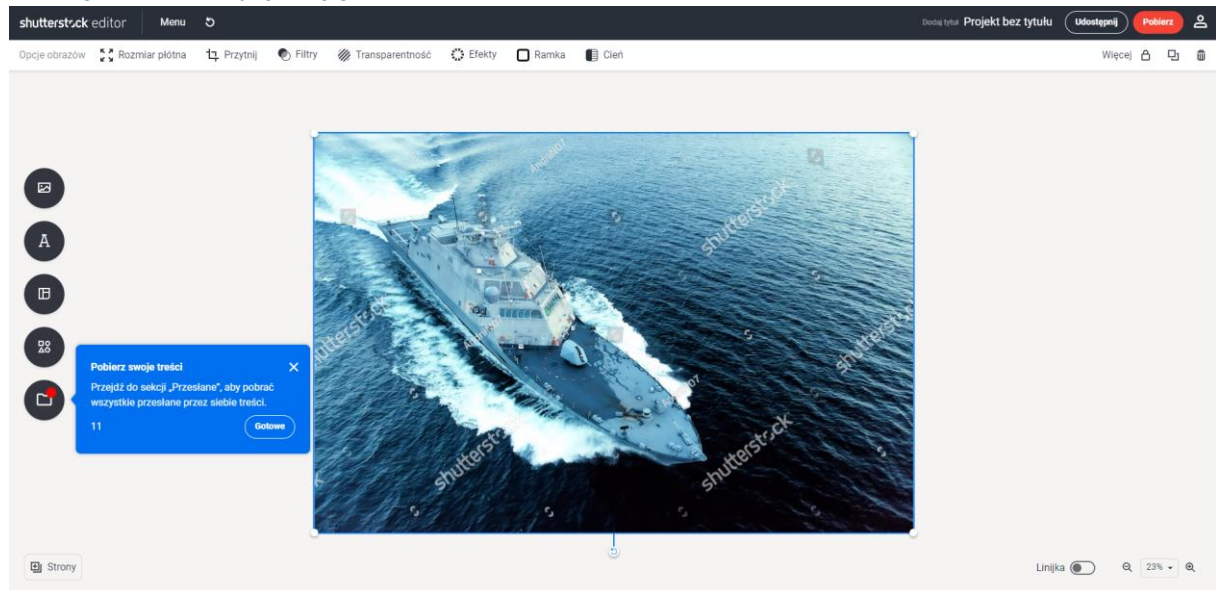 shutterstock editor Menu Dodaj tytuł Projekt bez tytułu Udostępnij Pobierz
Opcje obrazów Rozmiar płótna Przytnij Filtry Transparentność Efekty Ramka Cień Więcej
AndriiNO7
shutterstock
shutterstock
shutterstock
Pobierz swoje treści
Przejdź do sekcji „Przesłane”, aby pobrać
wszystkie przesłane przez siebie treści.
11 Gotowe
shutterstock
shutterstock
Strony Linijka 23%